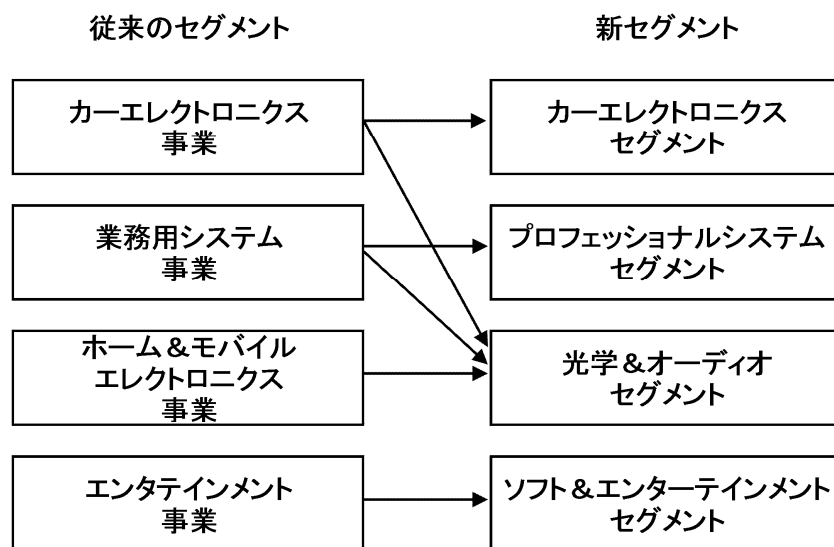 従来のセグメント
新セグメント
カーエレクトロニクス
事業
カーエレクトロニクス
セグメント
業務用システム
事業
プロフェッショナルシステム
セグメント
ホーム＆モバイル
エレクトロニクス
事業
光学＆オーディオ
セグメント
エンタテインメント
事業
ソフト＆エンターテインメント
セグメント